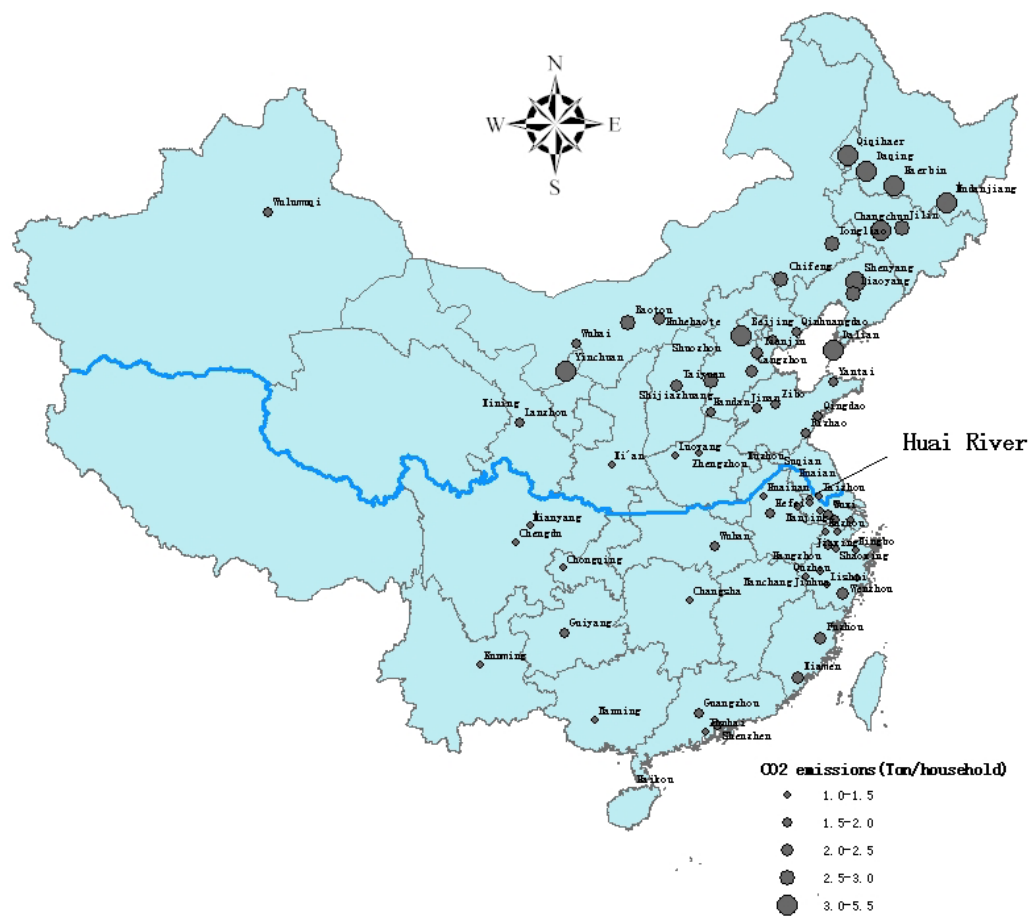 N
W
E
S
Qiqihaer
Daqing
Haerbin
Mudanjiang
Wulumuqi
Changchun
Jilin
Tongliao
Chifeng
Shenyang
Liaoyang
Baotou
Huhehaote
Beijing
Qinhuangdao
Wuhai
Shuozhou
Tianjin
Dalian
Yinchuan
Cangzhou
Taiyuan
Yantai
Shijiazhuang
Xining
Handan
Jinan
Zibo
Lanzhou
Qingdao
Rizhao
Huai River
Luoyang
Xi'an
Zhengzhou
Xuzhou
Suqian
Huaian
Huainan
Taizhou
Hefei
Wuxi
Mianyang
Nanjing
Chengdu
Wuhan
Jiaxing
Ningbo
Hangzhou
Shaoxing
Chongqing
Quzhou
Nanchang
Jinhua
Lishui
Changsha
Wenzhou
Guiyang
Fuzhou
Kunming
Xiamen
Nanning
Guangzhou
Zhuhai
Shenzhen
Haikou
CO2 emissions(Ton/household)
1.0-1.5
1.5-2.0
2.0-2.5
2.5-3.0
3.0-5.5